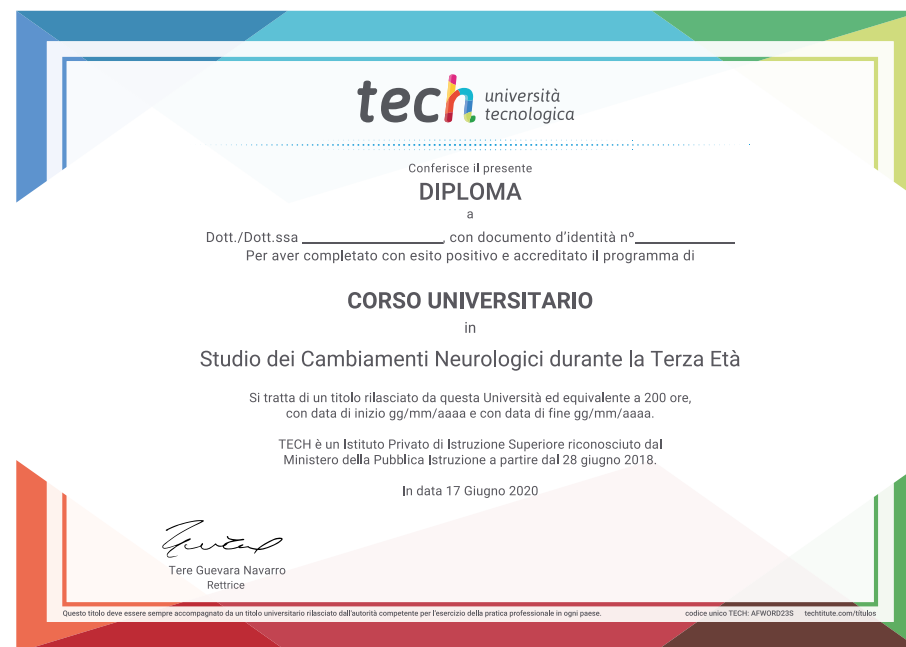 tech università
tecnologica
Conferisce il presente
DIPLOMA
a
Dott./Dott.ssa ________________, con documento d'identità nº____________
Per aver completato con esito positivo e accreditato il programma di
CORSO UNIVERSITARIO
in
Studio dei Cambiamenti Neurologici durante la Terza Età
Si tratta di un titolo rilasciato da questa Università ed equivalente a 200 ore,
con data di inizio gg/mm/aaaa e con data di fine gg/mm/aaaa.
TECH è un Istituto Privato di Istruzione Superiore riconosciuto dal
Ministero della Pubblica Istruzione a partire dal 28 giugno 2018.
In data 17 Giugno 2020
Tere Guevara Navarro
Rettrice
Questo titolo deve essere sempre accompagnato da un titolo universitario rilasciato dall'autorità competente per l'esercizio della pratica professionale in ogni paese.
codice unico TECH: AFWORD23S techtitute.com/titulos